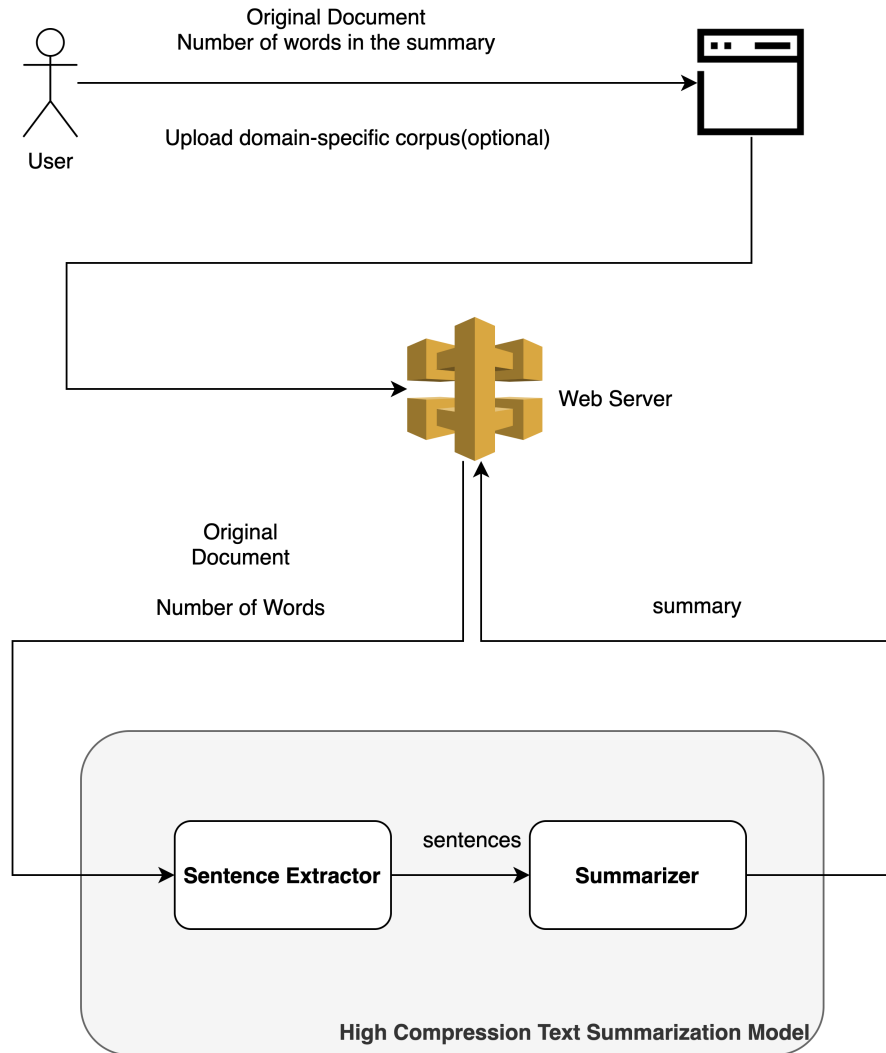 Original Document
Number of words in the summary
Upload domain-specific corpus(optional)
User
Web Server
Original
Document
Number of Words
summary
sentences
Sentence Extractor
Summarizer
High Compression Text Summarization Model